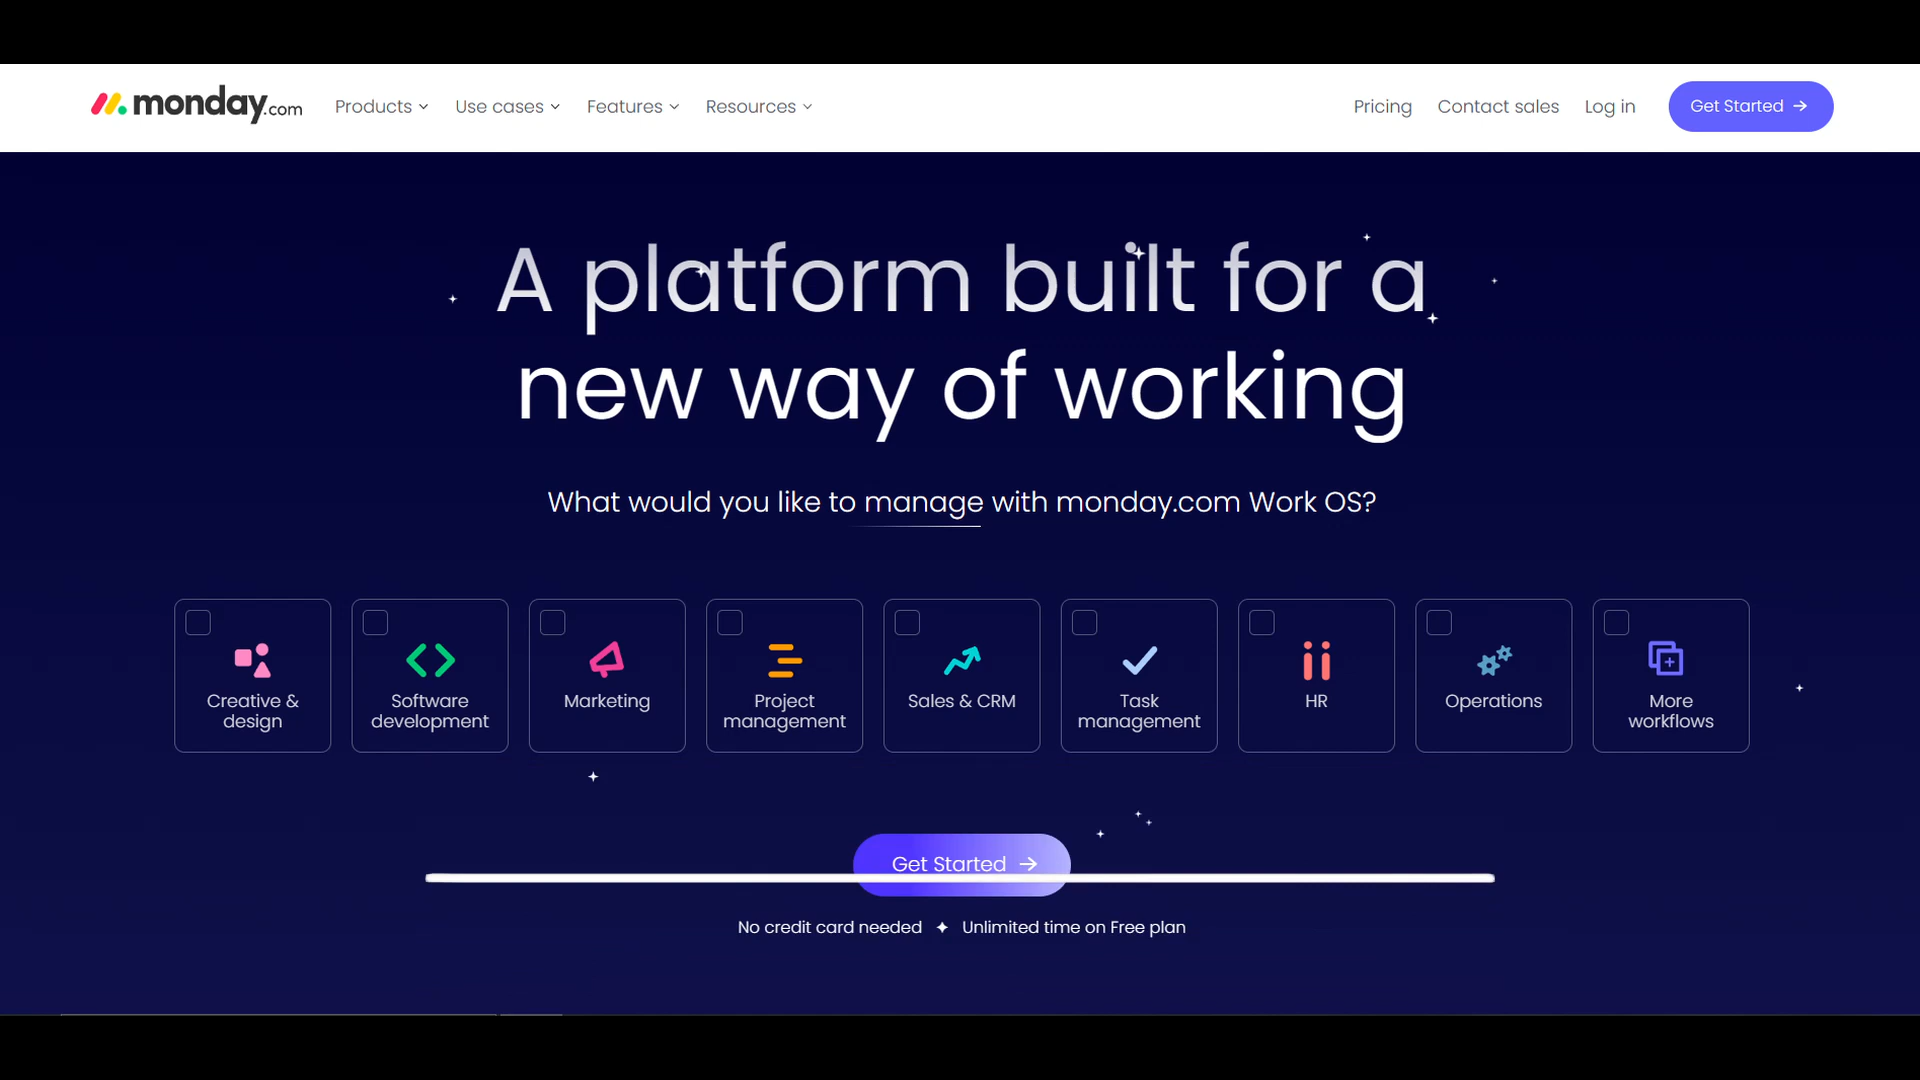 monday.com Products Use cases Features Resources Pricing Contact sales Log in Get Started →
A platform built for a
new way of working
What would you like to manage with monday.com Work OS?
Creative &
design
Software
development
Marketing
Project
management
Sales & CRM
Task
management
HR
Operations
More
workflows
Get Started →
No credit card needed ✦ Unlimited time on Free plan